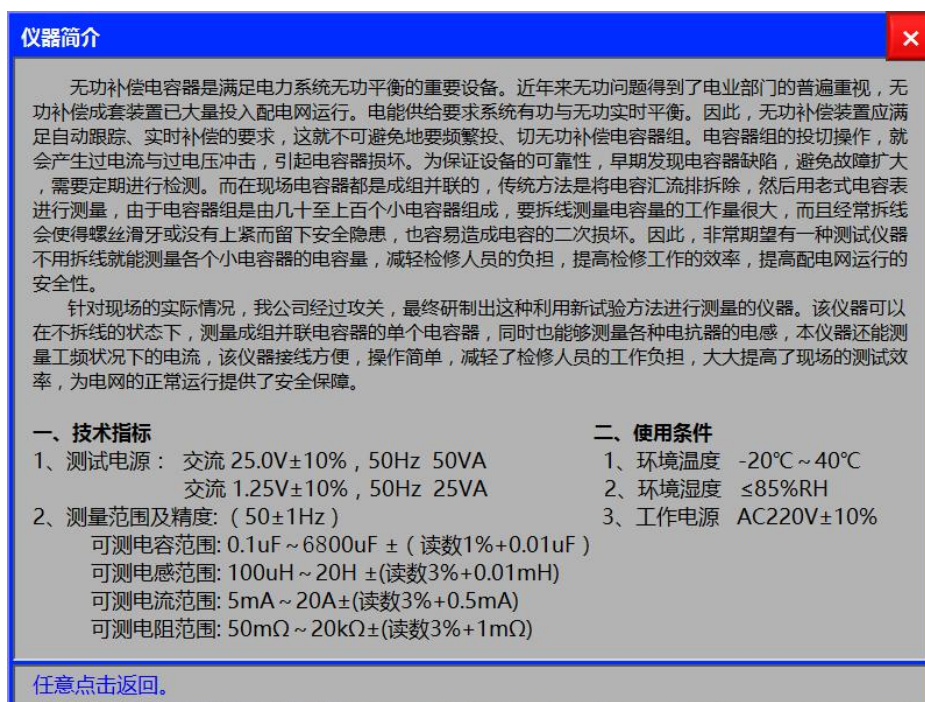 仪器简介
无功补偿电容器是满足电力系统无功平衡的重要设备。近年来无功问题得到了电业部门的普遍重视，无
功补偿成套装置已大量投入配电网运行。电能供给要求系统有功与无功实时平衡。因此，无功补偿装置应满
足自动跟踪、实时补偿的要求，这就不可避免地要频繁投、切无功补偿电容器组。电容器组的投切操作，就
会产生过电流与过电压冲击，引起电容器损坏。为保证设备的可靠性，早期发现电容器缺陷，避免故障扩大
，需要定期进行检测。而在现场电容器都是成组并联的，传统方法是将电容汇流排拆除，然后用老式电容表
进行测量，由于电容器组是由几十至上百个小电容器组成，要拆线测量电容量的工作量很大，而且经常拆线
会使得螺丝滑牙或没有上紧而留下安全隐患，也容易造成电容的二次损坏。因此，非常期望有一种测试仪器
不用拆线就能测量各个小电容器的电容量，减轻检修人员的负担，提高检修工作的效率，提高配电网运行的
安全性。
针对现场的实际情况，我公司经过攻关，最终研制出这种利用新试验方法进行测量的仪器。该仪器可以
在不拆线的状态下，测量成组并联电容器的单个电容器，同时也能够测量各种电抗器的电感，本仪器还能测
量工频状况下的电流，该仪器接线方便，操作简单，减轻了检修人员的工作负担，大大提高了现场的测试效
率，为电网的正常运行提供了安全保障。
一、技术指标
1、测试电源： 交流 25.0V±10%，50Hz 50VA
交流 1.25V±10%，50Hz 25VA
2、测量范围及精度:（50±1Hz）
可测电容范围: 0.1uF～6800uF ±（读数1%+0.01uF）
可测电感范围: 100uH～20H ±(读数3%+0.01mH)
可测电流范围: 5mA～20A±(读数3%+0.5mA)
可测电阻范围: 50mΩ～20kΩ±(读数3%+1mΩ)
二、使用条件
1、环境温度 -20℃～40℃
2、环境湿度 ≤85%RH
3、工作电源 AC220V±10%
任意点击返回。